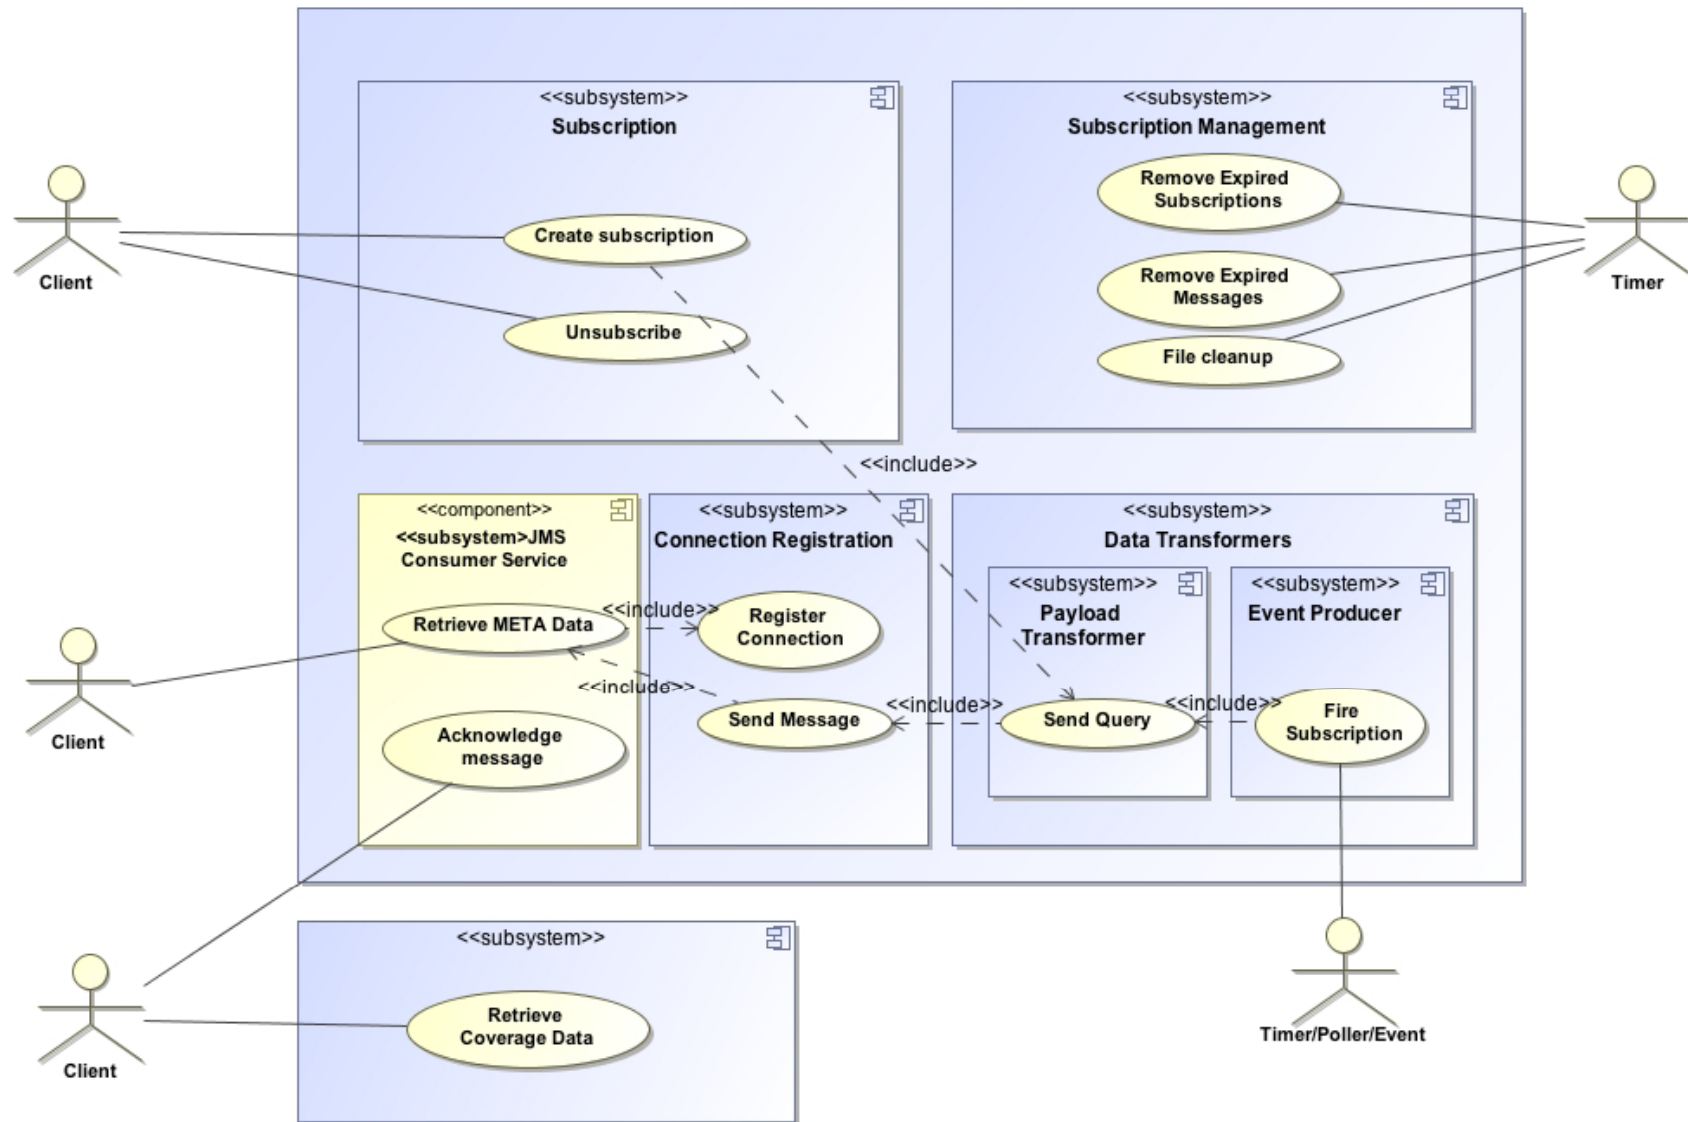 <<subsystem>>
Subscription
<<subsystem>>
Subscription Management
Remove Expired
Subscriptions
Create subscription
Client
Remove Expired
Messages
Timer
Unsubscribe
File cleanup
<<include>>
<<component>>
<<subsystem>JMS
Consumer Service
<<subsystem>>
Connection Registration
<<subsystem>>
Data Transformers
<<subsystem>>
Payload
Transformer
<<subsystem>>
Event Producer
Retrieve META Data
<<include>>
Register
Connection
<<include>>
Send Message
<<include>>
Send Query
<<include>>
Fire
Subscription
Client
Acknowledge
message
<<subsystem>>
Retrieve
Coverage Data
Client
Timer/Poller/Event